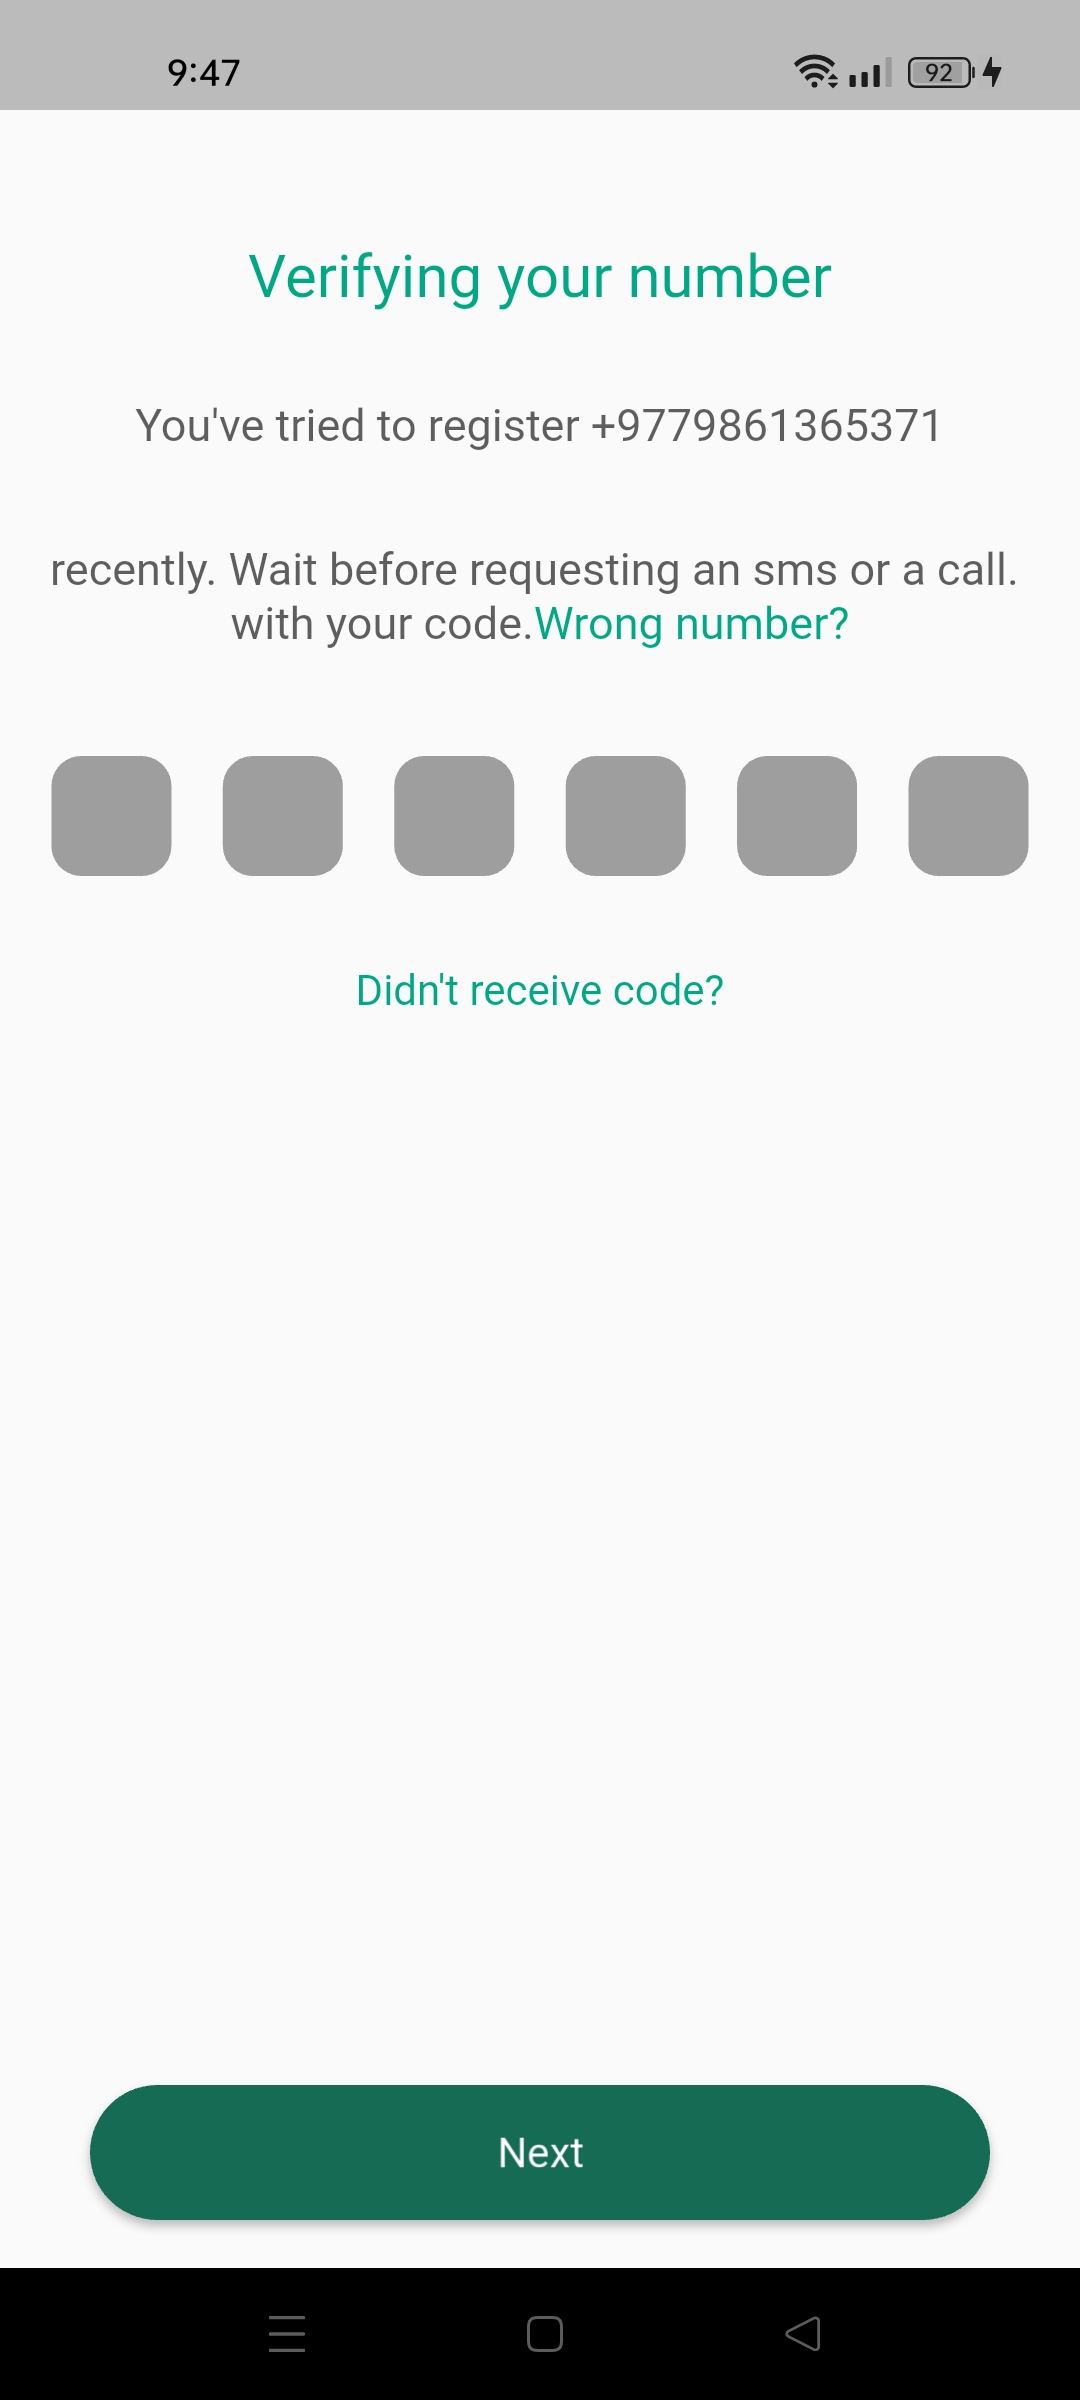 9:47
92
Verifying your number
You've tried to register +9779861365371
recently. Wait before requesting an sms or a call.
with your code.Wrong number?
Didn't receive code?
Next